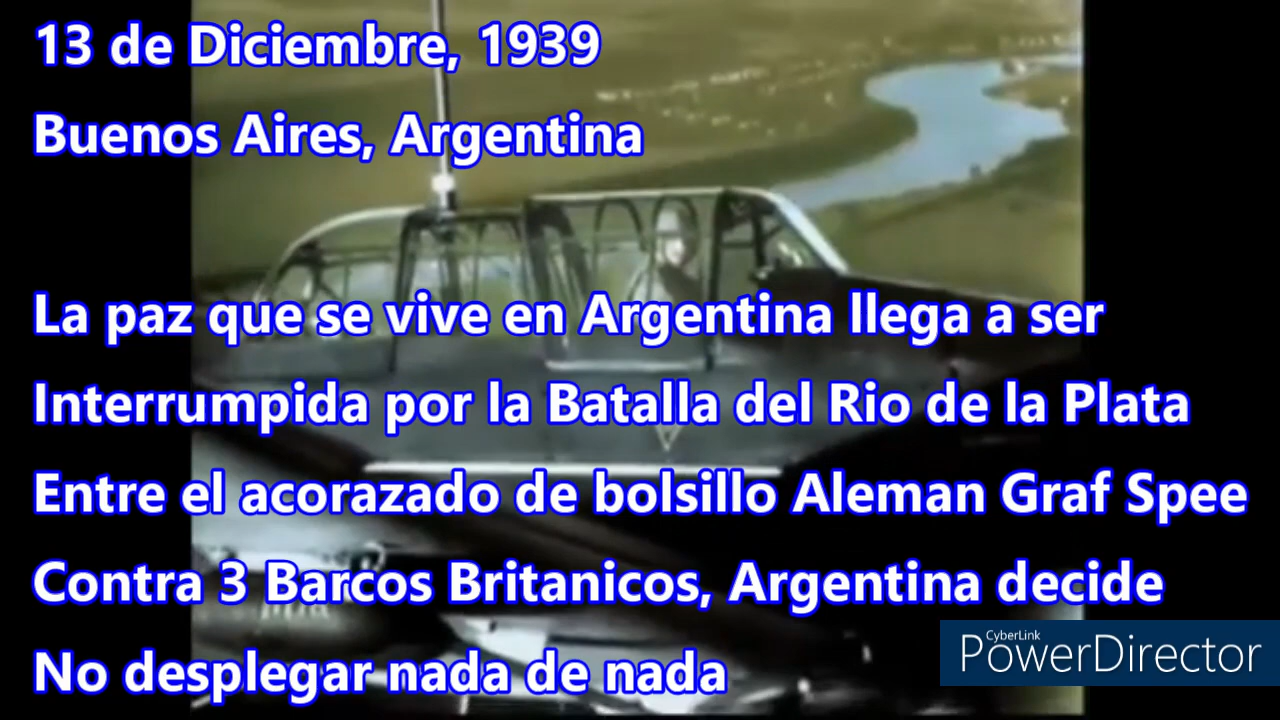 13 de Diciembre, 1939
Buenos Aires, Argentina
La paz que se vive en Argentina llega a ser
Interrumpida por la Batalla del Rio de la Plata
Entre el acorazado de bolsillo Aleman Graf Spee
Contra 3 Barcos Britanicos, Argentina decide
No desplegar nada de nada
CyberLink
PowerDirector